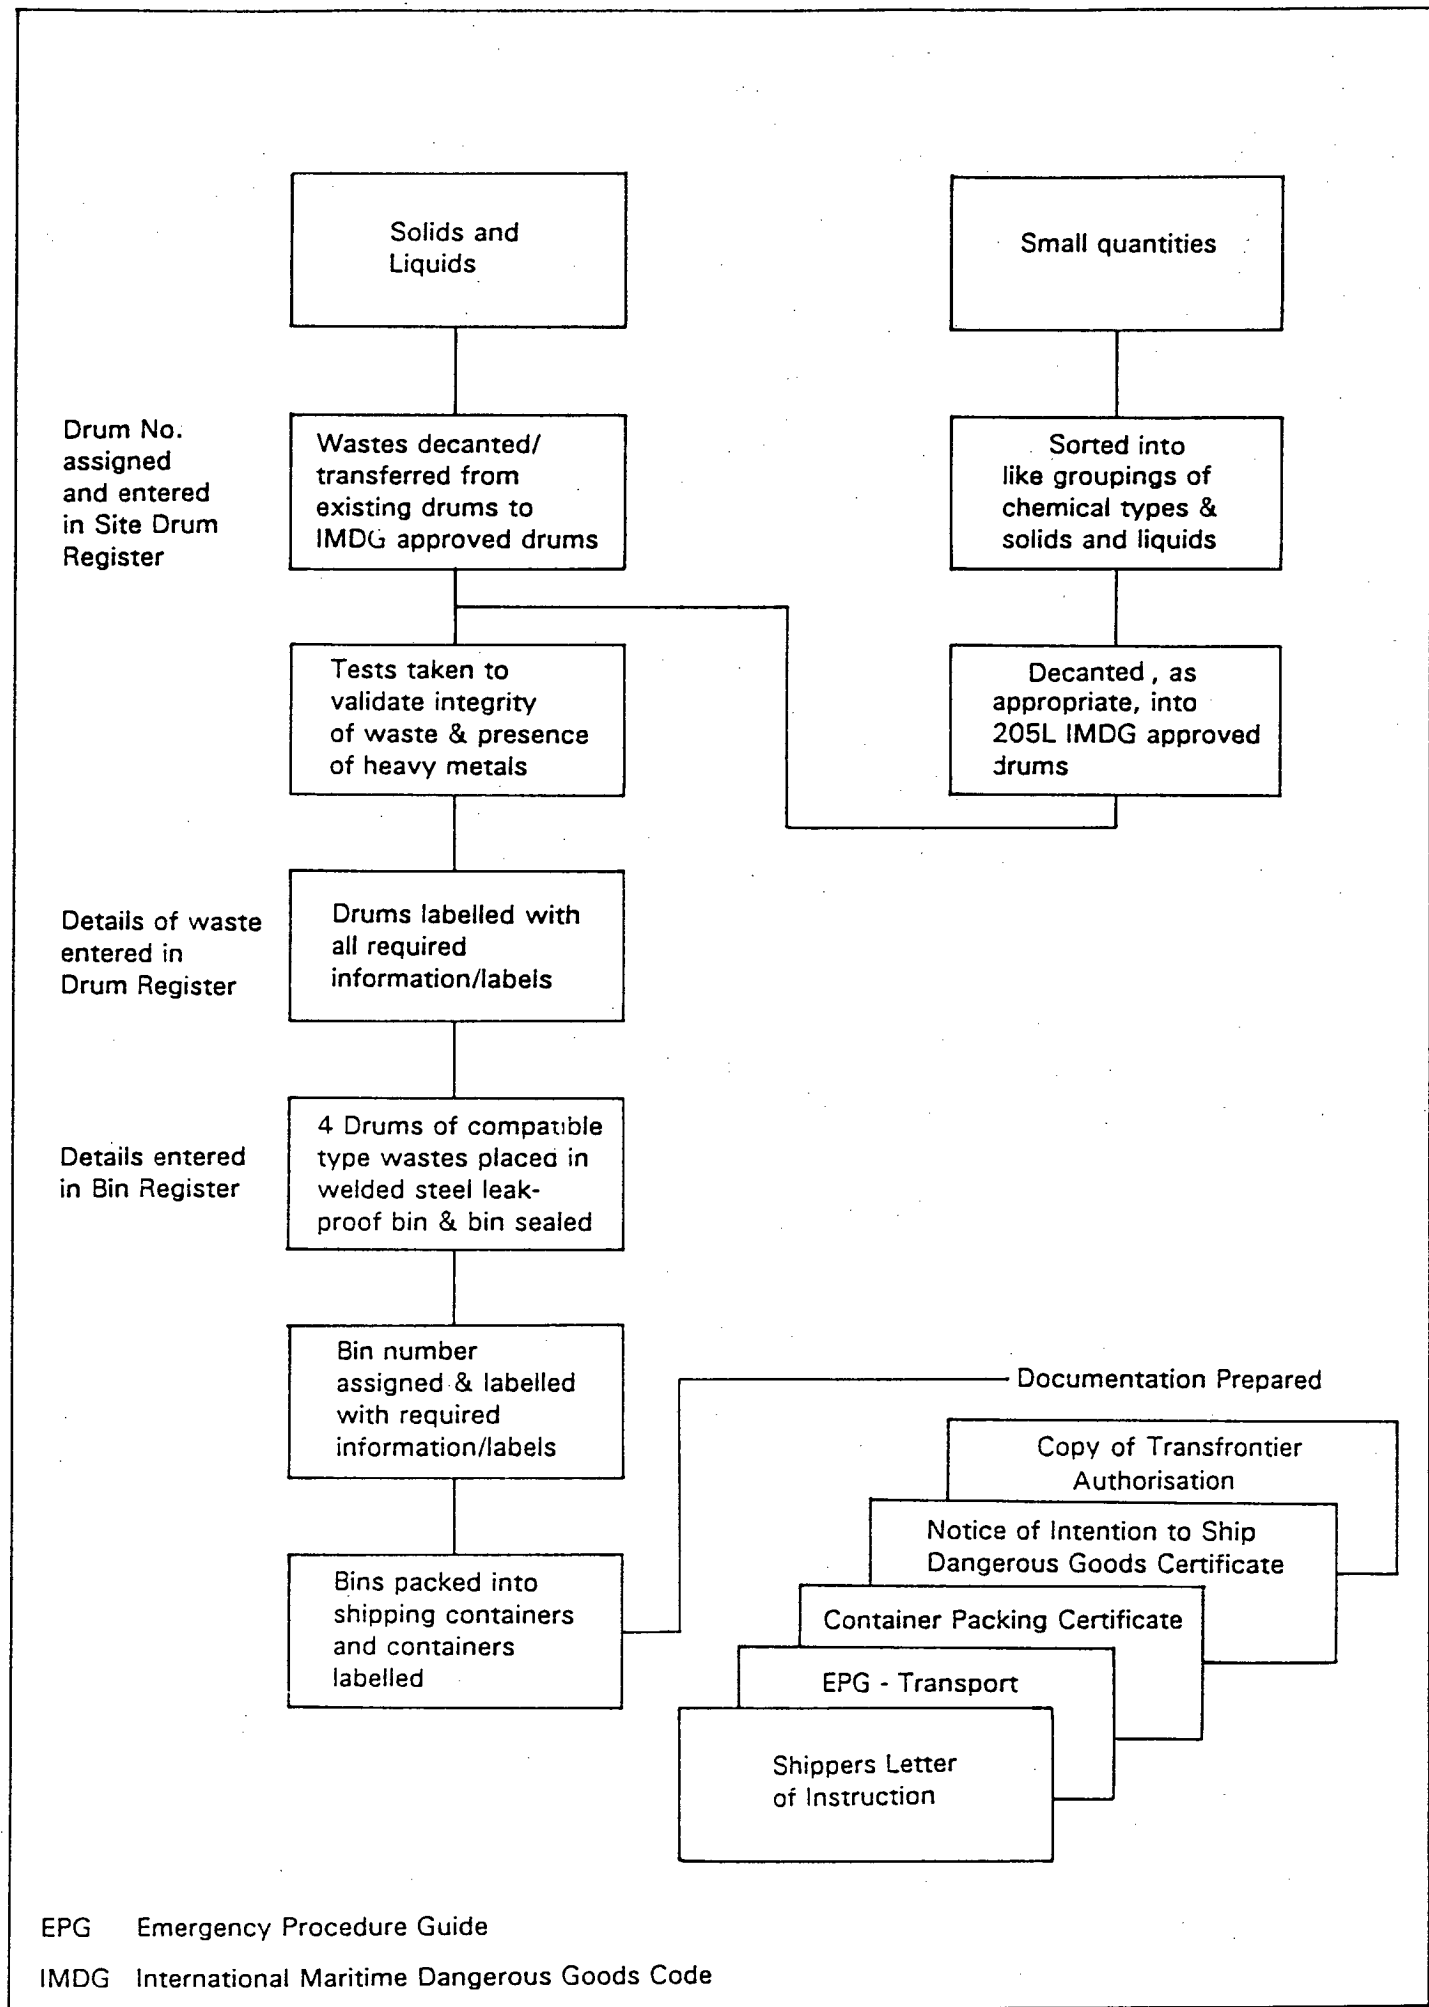 Solids and
Liquids
Small quantities
Drum No.
assigned
and entered
in Site Drum
Register
Wastes decanted/
transferred from
existing drums to
IMDG approved drums
Sorted into
like groupings of
chemical types &
solids and liquids
Tests taken to
validate integrity
of waste & presence
of heavy metals
Decanted, as
appropriate, into
205L IMDG approved
drums
Details of waste
entered in
Drum Register
Drums labelled with
all required
information/labels
Details entered
in Bin Register
4 Drums of compatible
type wastes placed in
welded steel leak-
proof bin & bin sealed
Bin number
assigned & labelled
with required
information/labels
Documentation Prepared
Copy of Transfrontier
Authorisation
Notice of Intention to Ship
Dangerous Goods Certificate
Container Packing Certificate
EPG - Transport
Shippers Letter
of Instruction
Bins packed into
shipping containers
and containers
labelled
EPG Emergency Procedure Guide
IMDG International Maritime Dangerous Goods Code